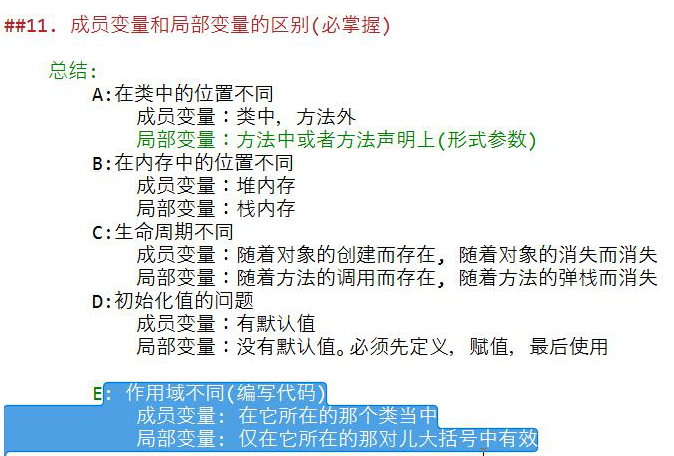 ##11. 成员变量和局部变量的区别(必掌握)
总结:
A:在类中的位置不同
成员变量：类中，方法外
局部变量：方法中或者方法声明上(形式参数)
B:在内存中的位置不同
成员变量：堆内存
局部变量：栈内存
C:生命周期不同
成员变量：随着对象的创建而存在, 随着对象的消失而消失
局部变量：随着方法的调用而存在, 随着方法的弹栈而消失
D:初始化值的问题
成员变量：有默认值
局部变量：没有默认值。必须先定义，赋值，最后使用
E: 作用域不同(编写代码)
成员变量: 在它所在的那个类当中
局部变量: 仅在它所在的那对儿大括号中有效